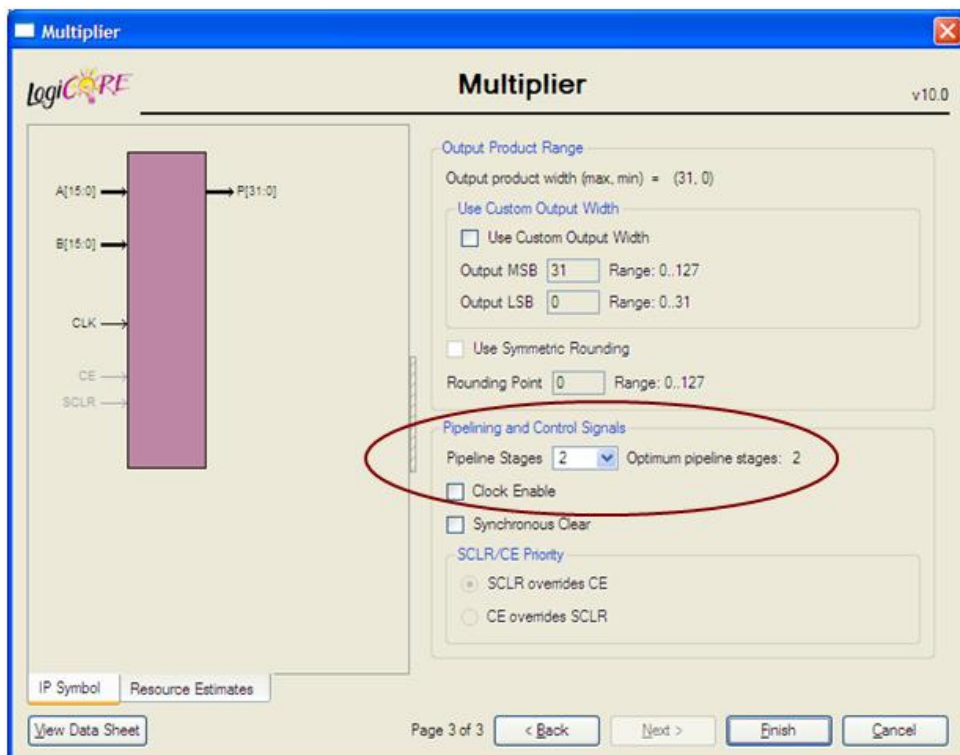 Multiplier
LogiCORE
Multiplier
v10.0
A[15:0]
P[31:0]
B[15:0]
CLK
CE
SCLR
Output Product Range
Output product width (max, min) = (31, 0)
Use Custom Output Width
Use Custom Output Width
Output MSB 31 Range: 0..127
Output LSB 0 Range: 0..31
Use Symmetric Rounding
Rounding Point 0 Range: 0..127
Pipelining and Control Signals
Pipeline Stages 2 Optimum pipeline stages: 2
Clock Enable
Synchronous Clear
SCLR/CE Priority
SCLR overrides CE
CE overrides SCLR
IP Symbol Resource Estimates
View Data Sheet Page 3 of 3 < Back Next > Finish Cancel